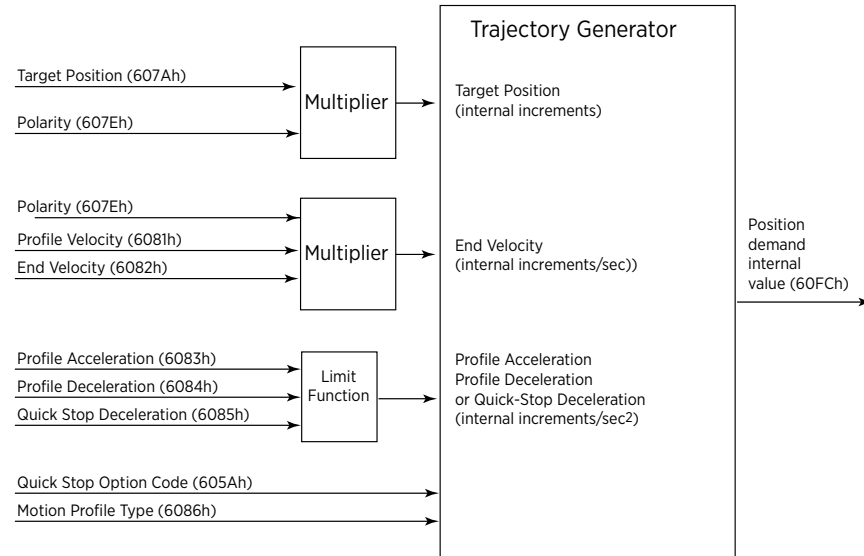 Trajectory Generator
Target Position (607Ah)
Polarity (607Eh)
Multiplier
Target Position
(internal increments)
Polarity (607Eh)
Profile Velocity (6081h)
End Velocity (6082h)
Multiplier
End Velocity
(internal increments/sec))
Position
demand
internal
value (60FCh)
Profile Acceleration (6083h)
Profile Deceleration (6084h)
Quick Stop Deceleration (6085h)
Limit
Function
Profile Acceleration
Profile Deceleration
or Quick-Stop Deceleration
(internal increments/sec2)
Quick Stop Option Code (605Ah)
Motion Profile Type (6086h)